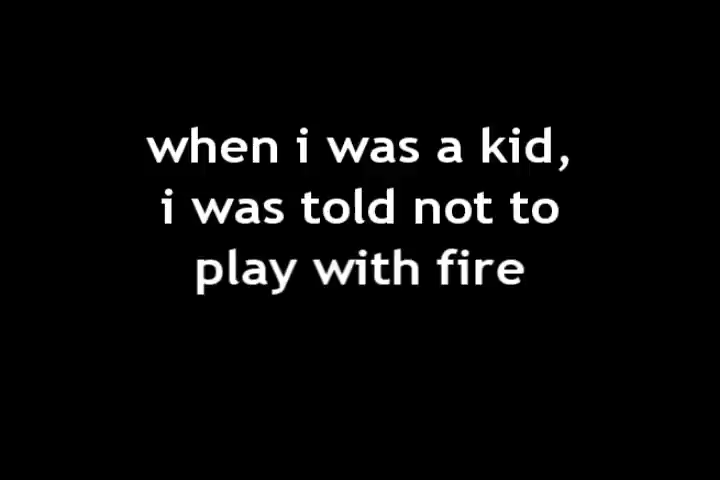 when i was a kid,
i was told not to
play with fire